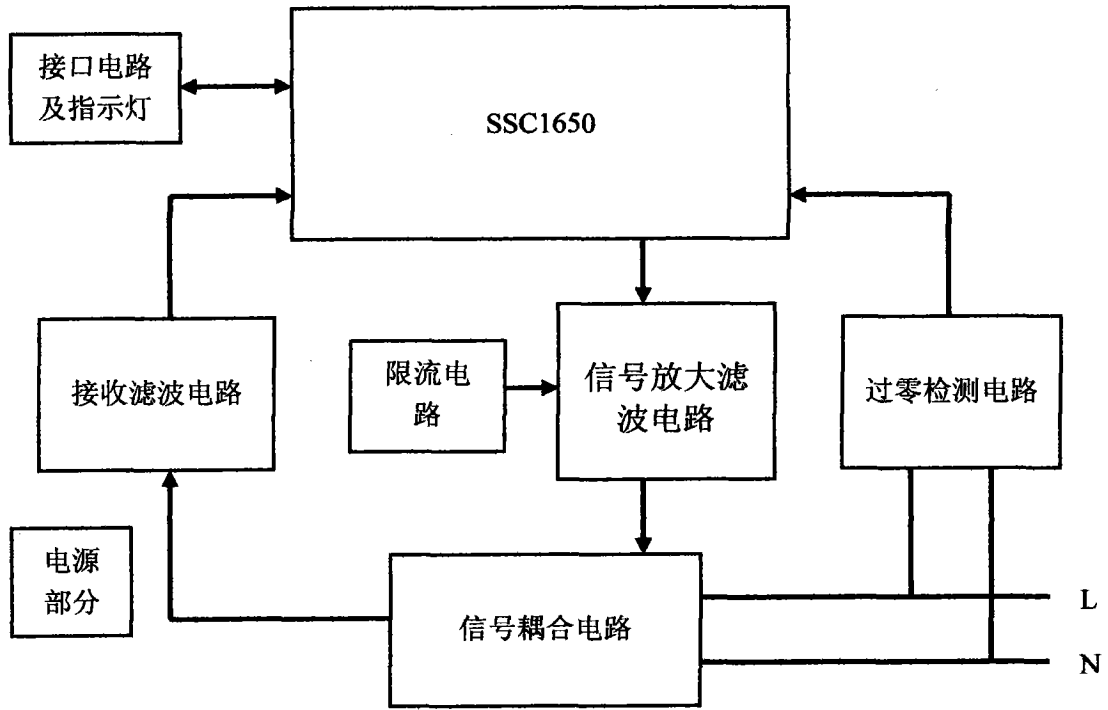 接口电路
及指示灯
SSC1650
接收滤波电路
限流电
路
信号放大滤
波电路
过零检测电路
电源
部分
信号耦合电路
L
N